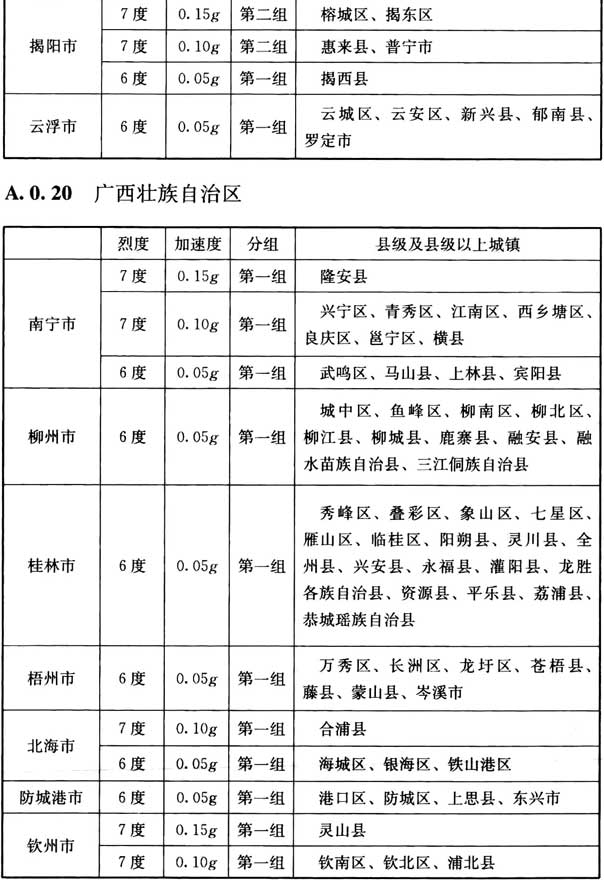 揭阳市
7度 0.15g 第二组 榕城区、揭东区
7度 0.10g 第二组 惠来县、普宁市
6度 0.05g 第一组 揭西县
云浮市 6度 0.05g 第一组 云城区、云安区、新兴县、郁南县、
罗定市
A.0.20 广西壮族自治区
烈度 加速度 分组 县级及县级以上城镇
南宁市
7度 0.15g 第一组 隆安县
7度 0.10g 第一组 兴宁区、青秀区、江南区、西乡塘区、
良庆区、邕宁区、横县
6度 0.05g 第一组 武鸣区、马山县、上林县、宾阳县
柳州市 6度 0.05g 第一组 城中区、鱼峰区、柳南区、柳北区、
柳江县、柳城县、鹿寨县、融安县、融
水苗族自治县、三江侗族自治县
桂林市 6度 0.05g 第一组 秀峰区、叠彩区、象山区、七星区、
雁山区、临桂区、阳朔县、灵川县、全
州县、兴安县、永福县、灌阳县、龙胜
各族自治县、资源县、平乐县、荔浦县、
恭城瑶族自治县
梧州市 6度 0.05g 第一组 万秀区、长洲区、龙圩区、苍梧县、
藤县、蒙山县、岑溪市
北海市
7度 0.10g 第一组 合浦县
6度 0.05g 第一组 海城区、银海区、铁山港区
防城港市 6度 0.05g 第一组 港口区、防城区、上思县、东兴市
钦州市
7度 0.15g 第一组 灵山县
7度 0.10g 第一组 钦南区、钦北区、浦北县